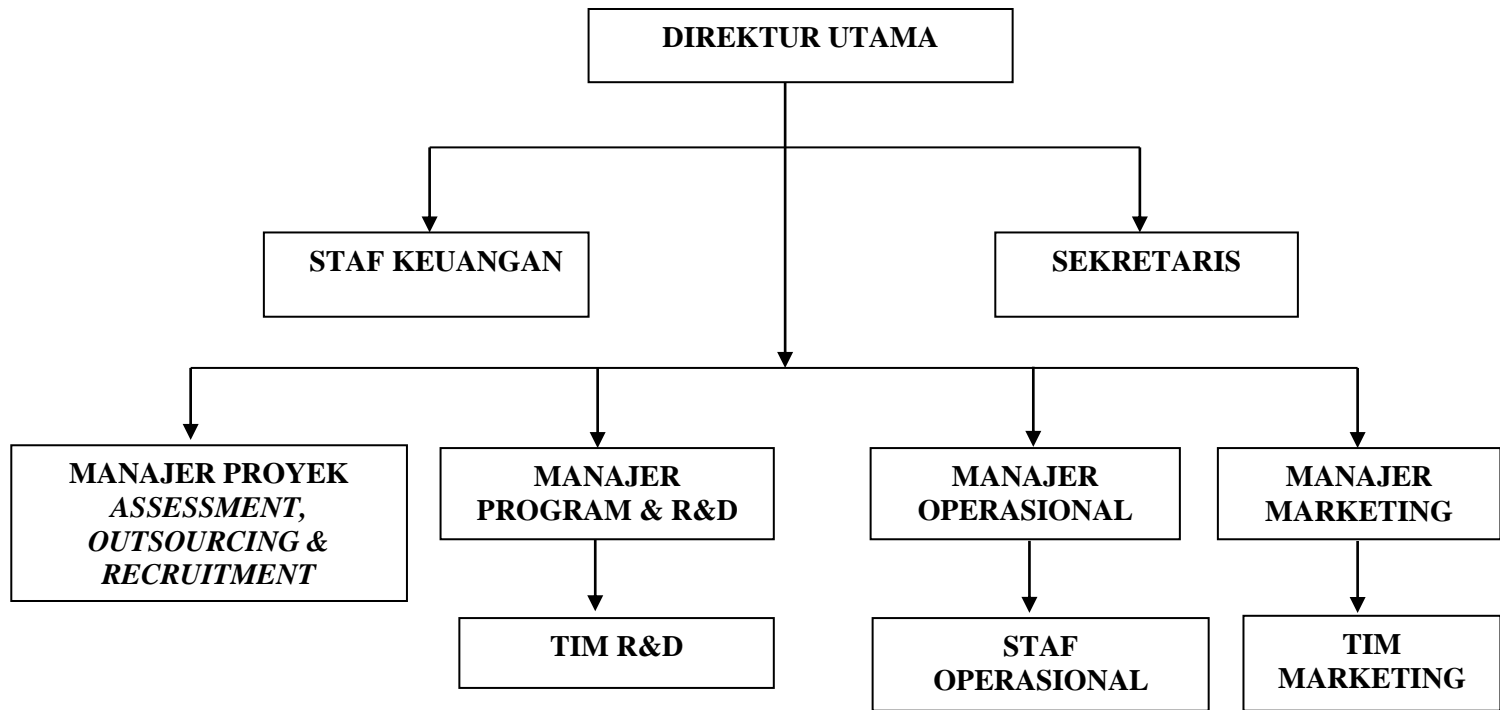 DIREKTUR UTAMA
STAF KEUANGAN
SEKRETARIS
MANAJER PROYEK
ASSESSMENT,
OUTSOURCING &
RECRUITMENT
MANAJER
PROGRAM & R&D
MANAJER
OPERASIONAL
MANAJER
MARKETING
TIM R&D
STAF
OPERASIONAL
TIM
MARKETING